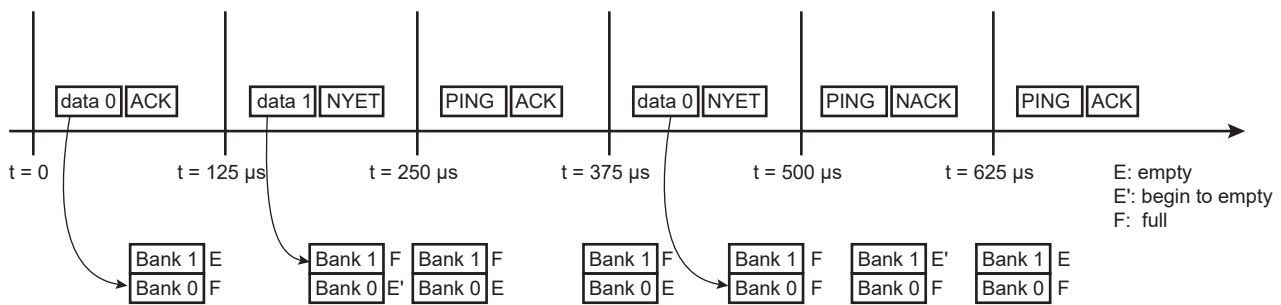 data 0 ACK data 1 NYET PING ACK data 0 NYET PING NACK PING ACK
t = 0 t = 125 μs t = 250 μs t = 375 μs t = 500 μs t = 625 μs E: empty
E': begin to empty
F: full
Bank 1 E Bank 1 F Bank 1 F Bank 1 F Bank 1 F Bank 1 E' Bank 1 E
Bank 0 F Bank 0 E' Bank 0 E Bank 0 E Bank 0 F Bank 0 F Bank 0 F